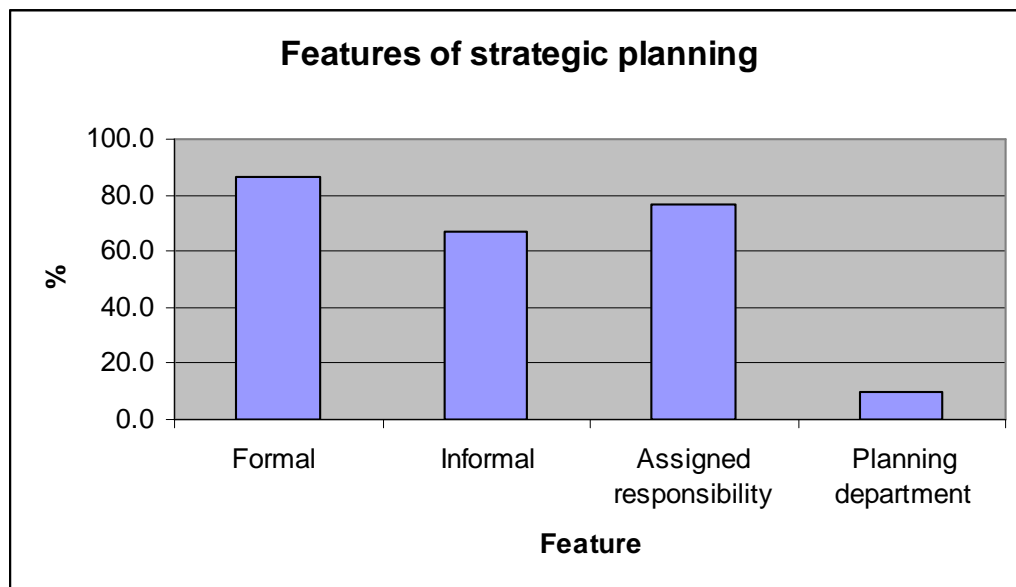 Features of strategic planning
100.0
80.0
60.0
40.0
20.0
0.0
%
Formal
Informal
Assigned
responsibility
Planning
department
Feature